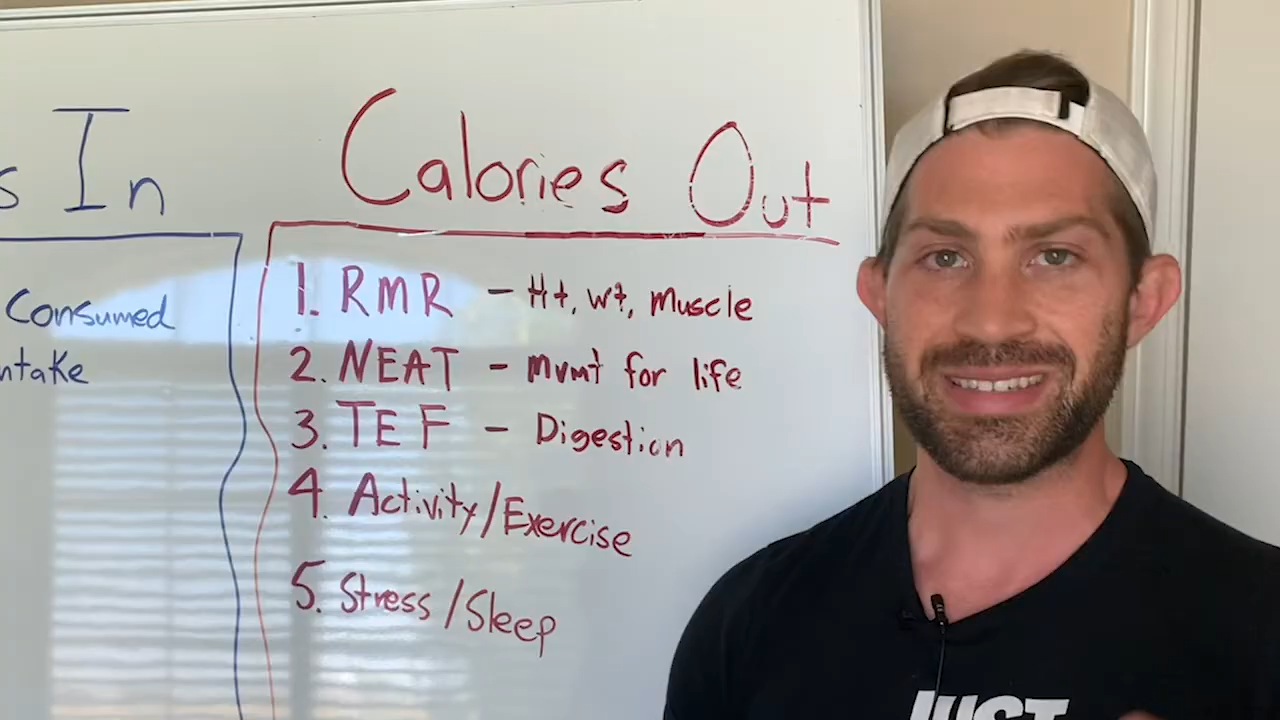 s In
Consumed
ntake
Calories Out
1. RMR - Ht, wt, Muscle
2. NEAT - Mvmt for life
3. TEF - Digestion
4. Activity/Exercise
5. Stress/Sleep
JUST